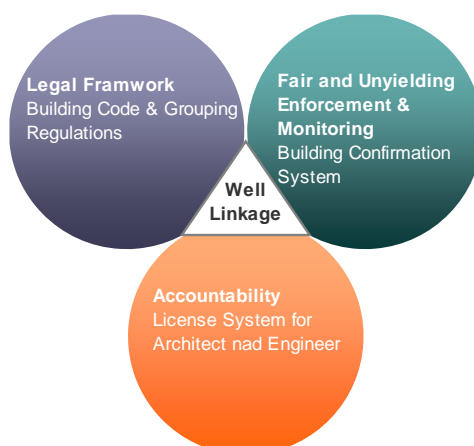 Legal Framwork
Building Code & Grouping
Regulations
Fair and Unyielding
Enforcement &
Monitoring
Building Confirmation
System
Well
Linkage
Accountability
License System for
Architect nad Engineer